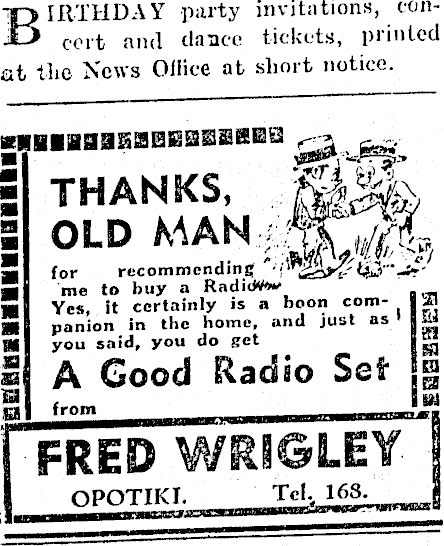 BIRTHDAY party invitations, con-
cert and dance tickets, printed
at the News Office at short notice.
THANKS,
OLD MAN
for recommending
me to buy a Radio
Yes, it certainly is a boon com-
panion in the home, and just as
you said, you do get
A Good Radio Set
from
FRED WRIGLEY
OPOTIKI. Tel. 168.